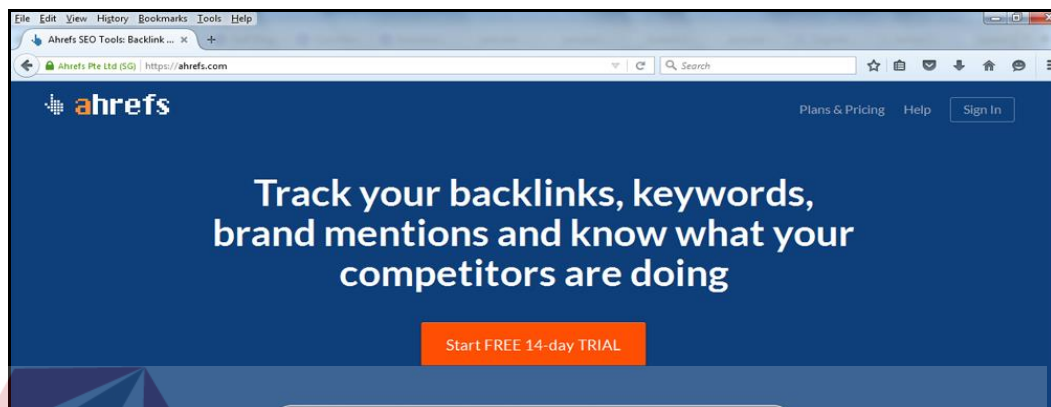 File Edit View History Bookmarks Tools Help
Ahrefs SEO Tools: Backlink ... × +
Ahrefs Pte Ltd (SG) https://ahrefs.com Search
ahrefs
Plans & Pricing Help Sign In
Track your backlinks, keywords,
brand mentions and know what your
competitors are doing
Start FREE 14-day TRIAL